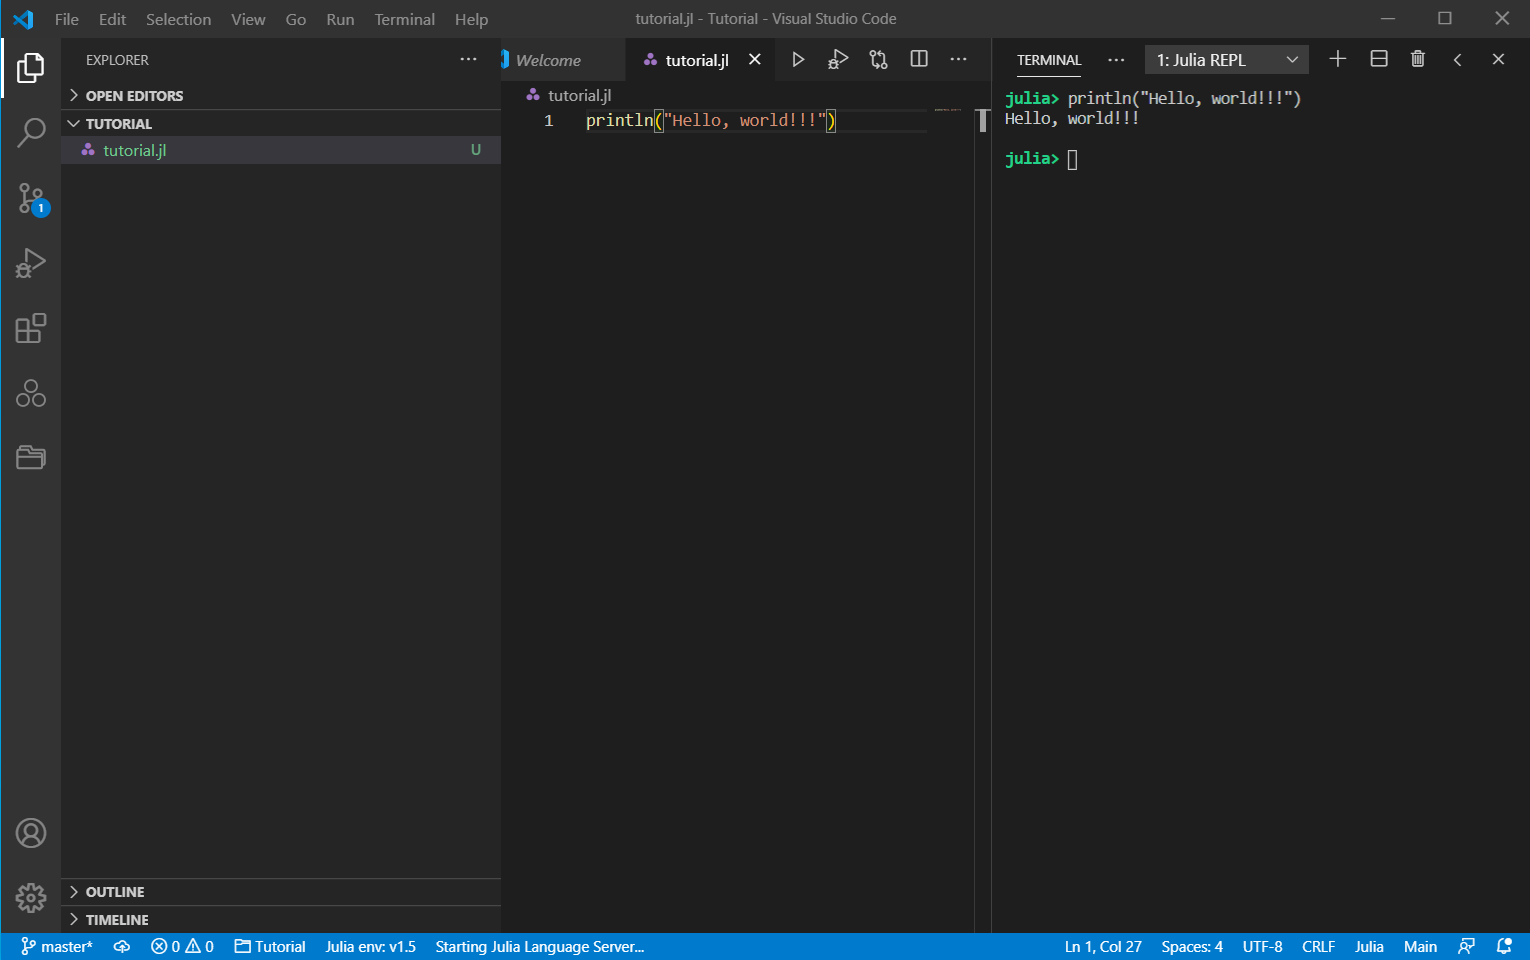 File Edit Selection View Go Run Terminal Help tutorial.jl - Tutorial - Visual Studio Code
EXPLORER
OPEN EDITORS
TUTORIAL
tutorial.jl U
1
OUTLINE
TIMELINE
Welcome tutorial.jl
tutorial.jl
1 println("Hello, world!!!")
TERMINAL 1: Julia REPL
julia> println("Hello, world!!!")
Hello, world!!!
julia>
master* 0 0 Tutorial Julia env: v1.5 Starting Julia Language Server... Ln 1, Col 27 Spaces: 4 UTF-8 CRLF Julia Main